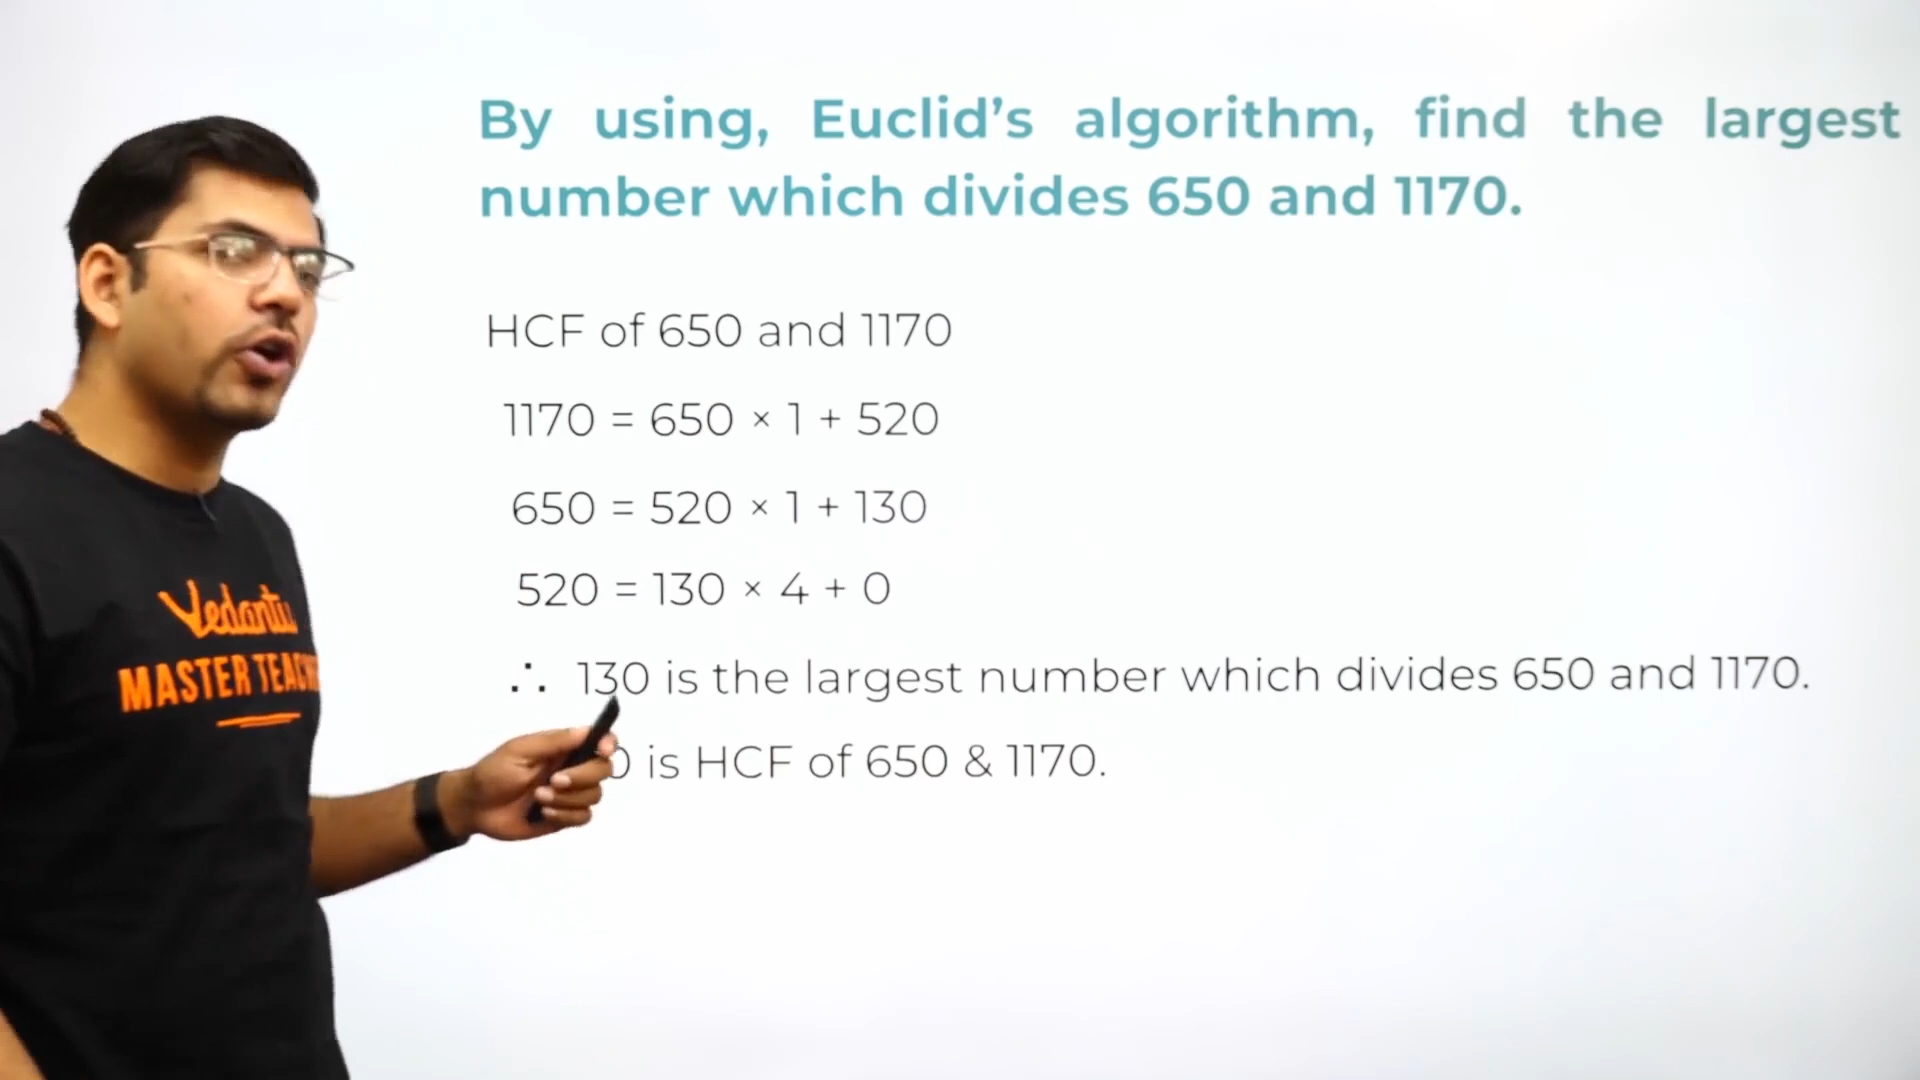 By using, Euclid’s algorithm, find the largest
number which divides 650 and 1170.
HCF of 650 and 1170
1170 = 650 × 1 + 520
650 = 520 × 1 + 130
520 = 130 × 4 + 0
∴ 130 is the largest number which divides 650 and 1170.
0 is HCF of 650 & 1170.
Vedantu
MASTER